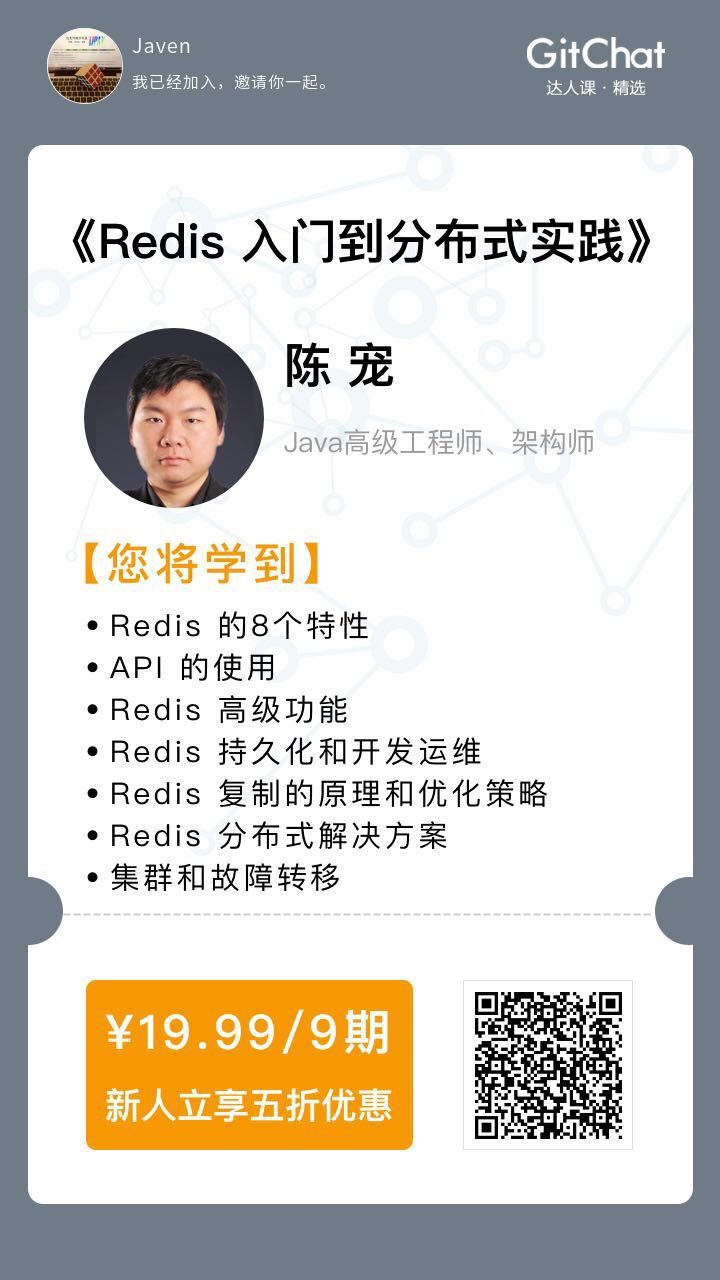 Javen
我已经加入，邀请你一起。
GitChat
达人课·精选
《Redis 入门到分布式实践》
陈 宠
Java高级工程师、架构师
【您将学到】
• Redis 的8个特性
• API 的使用
• Redis 高级功能
• Redis 持久化和开发运维
• Redis 复制的原理和优化策略
• Redis 分布式解决方案
• 集群和故障转移
¥19.99/9期
新人立享五折优惠